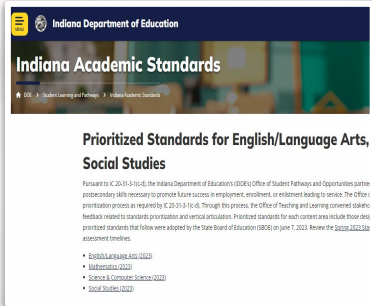 MENU
Indiana Department of Education
Indiana Academic Standards
DOE > Student Learning and Pathways > Indiana Academic Standards
Prioritized Standards for English/Language Arts,
Social Studies
Pursuant to IC 20-31-3-1(c-d), the Indiana Department of Education's (IDOE's) Office of Student Pathways and Opportunities partner
postsecondary skills necessary to promote future success in employment, enrollment, or enlistment leading to service. The Office o
prioritization process as required by IC 20-31-3-1(c-d). Through this process, the Office of Teaching and Learning convened stakeho
feedback related to standards prioritization and vertical articulation. Prioritized standards for each content area include those desi
prioritized standards that follow were adopted by the State Board of Education (SBOE) on June 7, 2023. Review the Spring 2023 Sta
assessment timelines.
English/Language Arts (2023)
Mathematics (2023)
Science & Computer Science (2023)
Social Studies (2023)